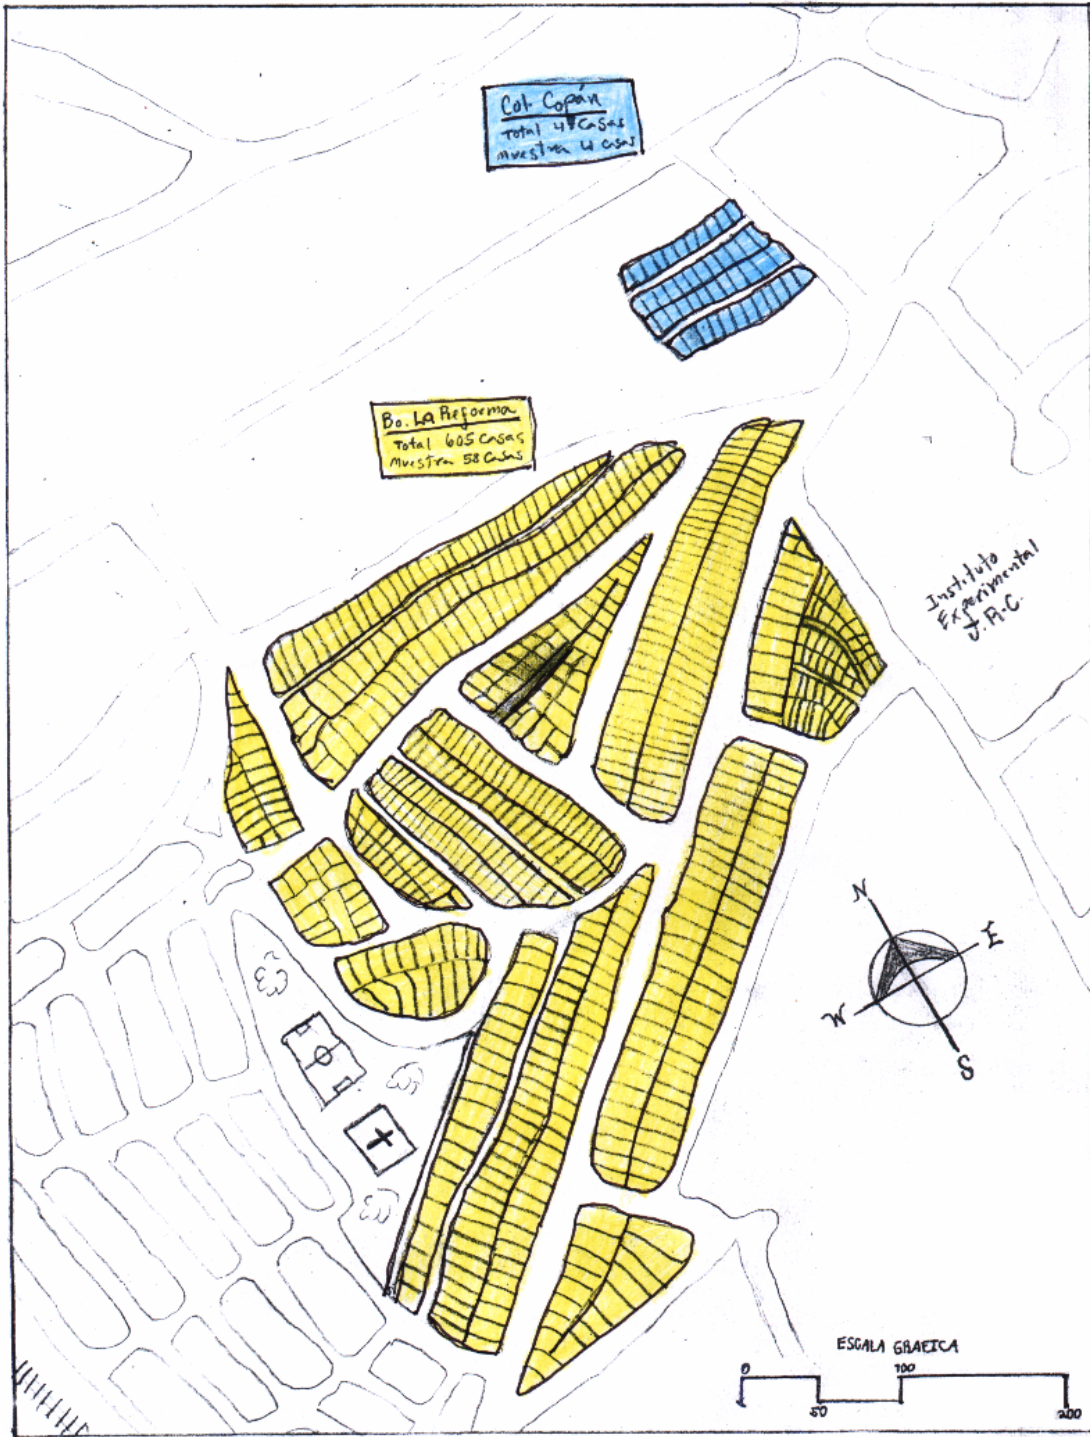 Col. Copán
Total 4 Casas
Muestra 4 casas
Bo. La Reforma
Total 605 Casas
Muestra 58 Casas
Instituto
Experimental
J.R.C.
N
E
W
S
ESCALA GRAFICA
0 100
50 200